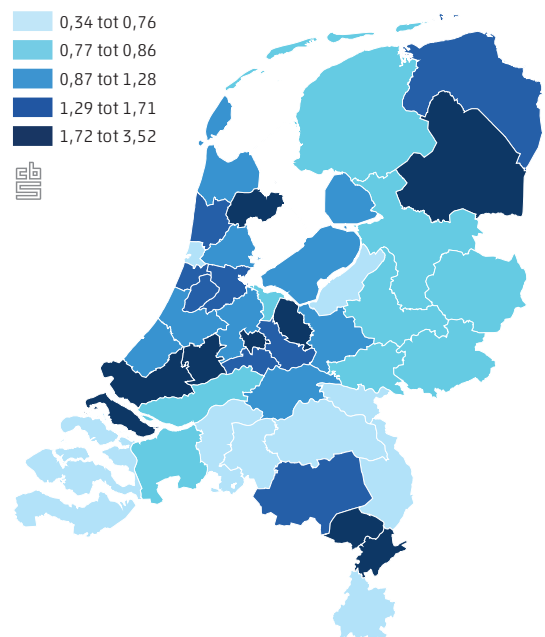 0,34 tot 0,76
0,77 tot 0,86
0,87 tot 1,28
1,29 tot 1,71
1,72 tot 3,52
cbs